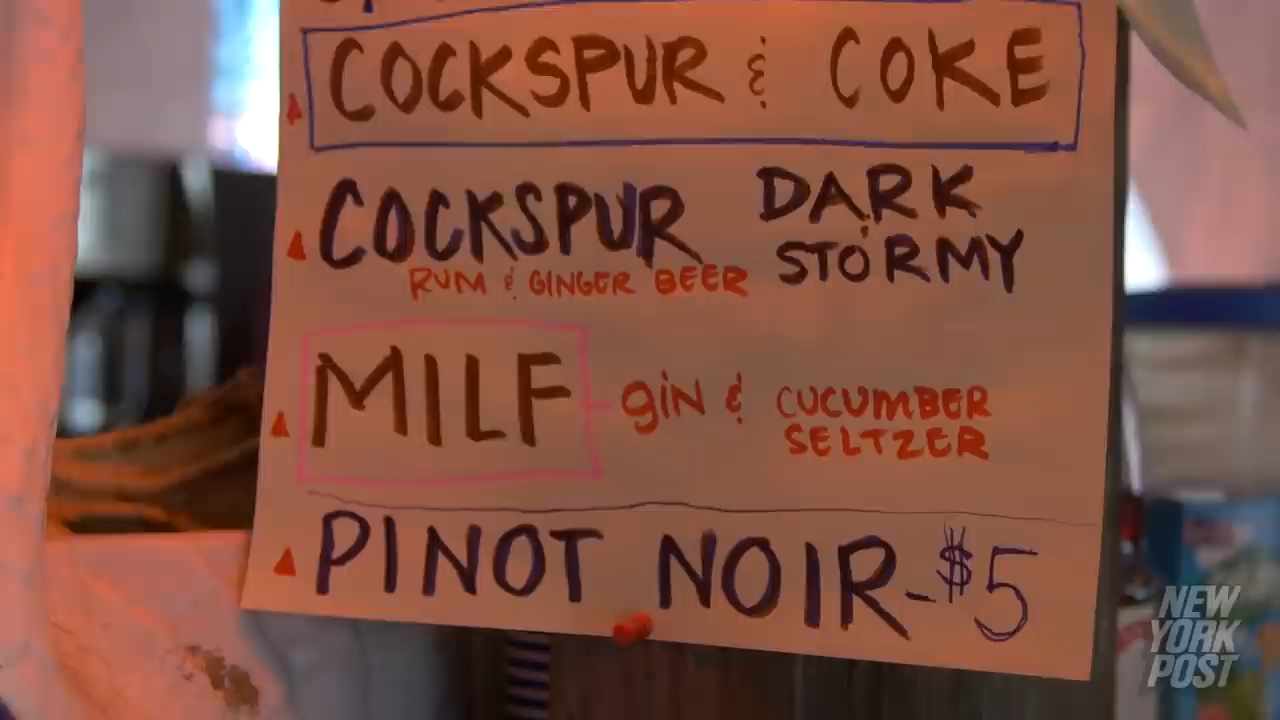 COCKSPUR & COKE
COCKSPUR DARK & STORMY
RUM & GINGER BEER
MILF - GIN & CUCUMBER SELTZER
PINOT NOIR - $5
NEW
YORK
POST